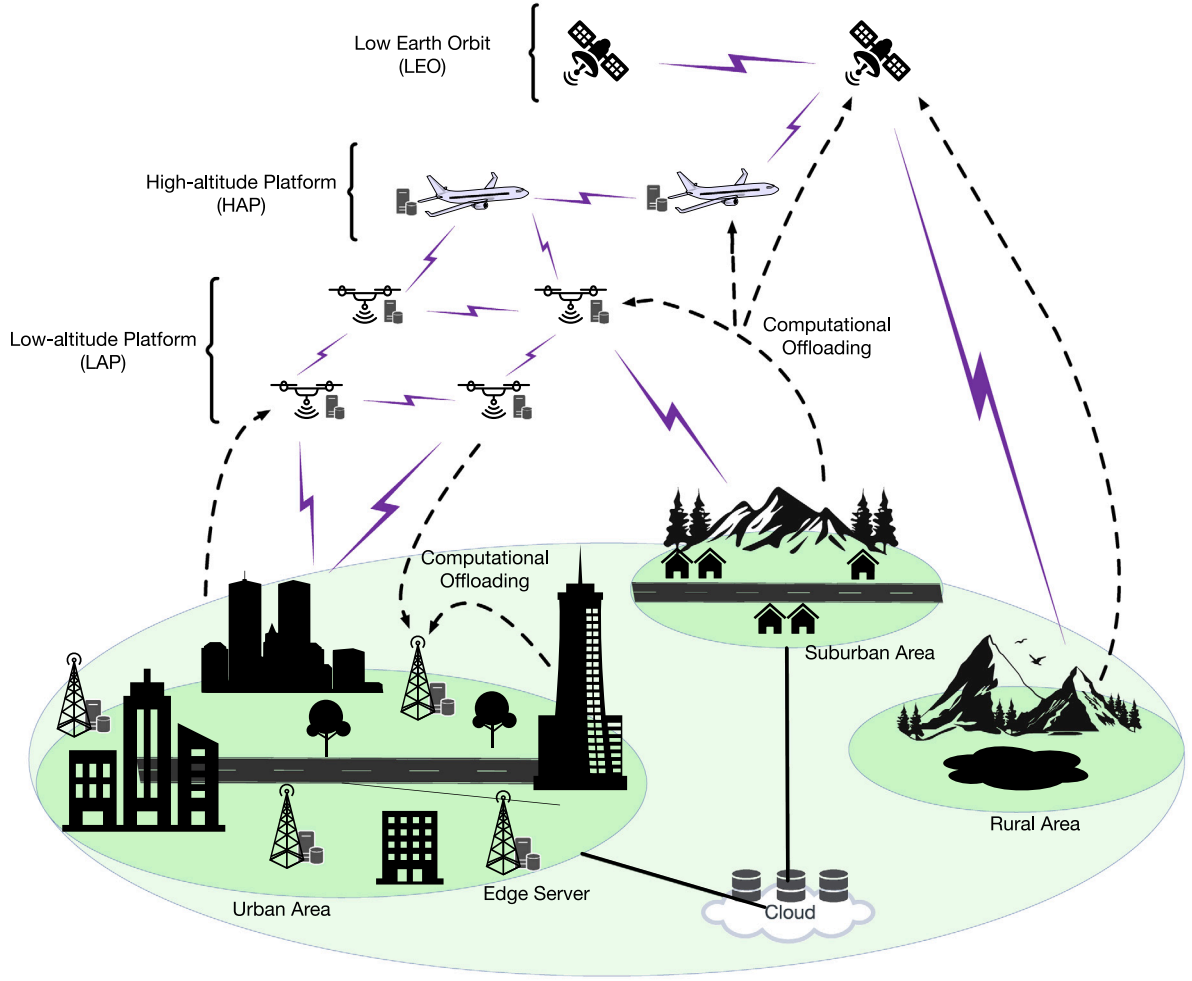 Low Earth Orbit
(LEO)
High-altitude Platform
(HAP)
Low-altitude Platform
(LAP)
Computational
Offloading
Computational
Offloading
Suburban Area
Rural Area
Edge Server
Urban Area
Cloud